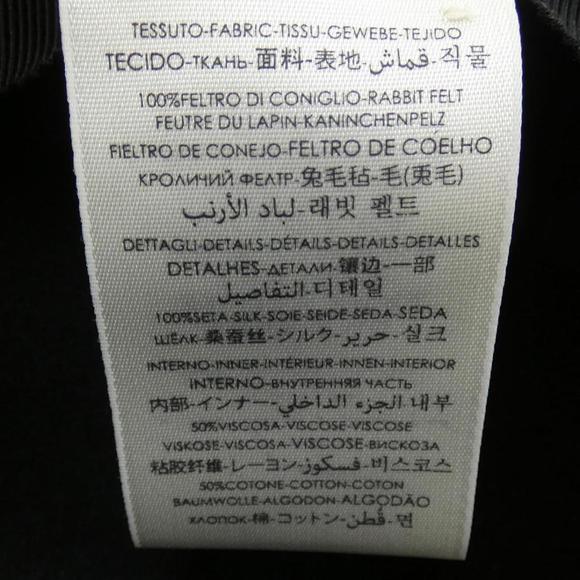 TESSUTO-FABRIC-TISSU-GEWEBE-TEJIDO
TECIDO-ТКАНЬ-面料-表地-قماش-직물
100%FELTRO DI CONIGLIO-RABBIT FELT
FEUTRE DU LAPIN-KANINCHENPELZ
FIELTRO DE CONEJO-FELTRO DE COELHO
КРОЛИЧИЙ ФЕЛТР-兔毛毡-毛(兎毛)
لباد الأرنب-래빗 펠트
DETTAGLI-DETAILS-DÉTAILS-DETAILS-DETALLES
DETALHES-ДЕТАЛИ-镶边-一部
التفاصيل-디테일
100%SETA-SILK-SOIE-SEIDE-SEDA-SEDA
ШЁЛК-桑蚕丝-シルク-حرير-실크
INTERNO-INNER-INTÉRIEUR-INNEN-INTERIOR
INTERNO-ВНУТРЕННЯЯ ЧАСТЬ
内部-インナー-الجزء الداخلي-내부
50%VISCOSA-VISCOSE-VISCOSE
VISKOSE-VISCOSA-VISCOSE-ВИСКОЗА
粘胶纤维-レーヨン-فسكوز-비스코스
50%COTONE-COTTON-COTON
BAUMWOLLE-ALGODON-ALGODÃO
ХЛОПОК-棉-コットン-قطن-면